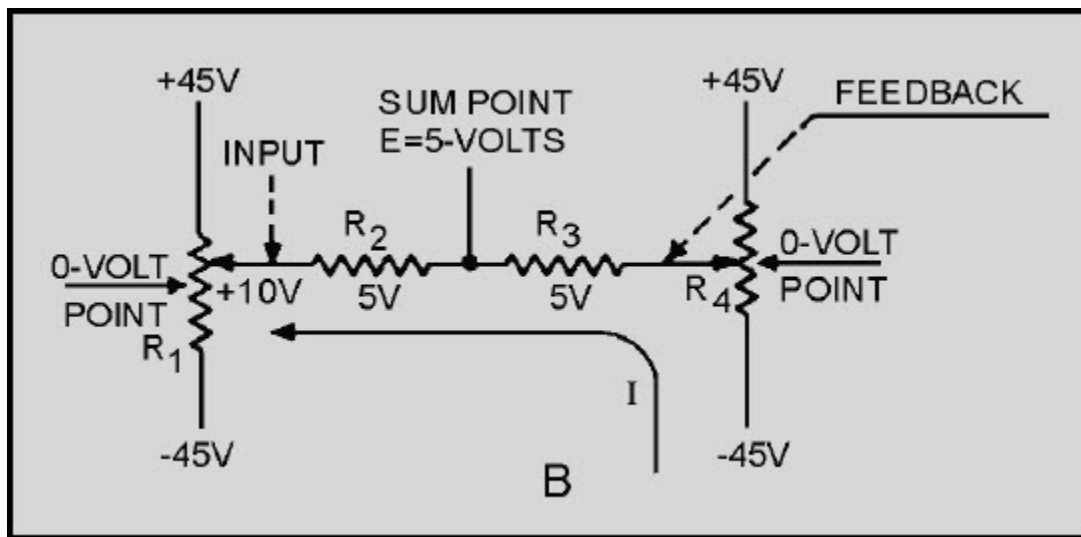 +45V
+45V
FEEDBACK
SUM POINT
E=5-VOLTS
INPUT
R2
R3
0-VOLT
POINT
+10V
5V
5V
R4
0-VOLT
POINT
R1
I
-45V
-45V
B